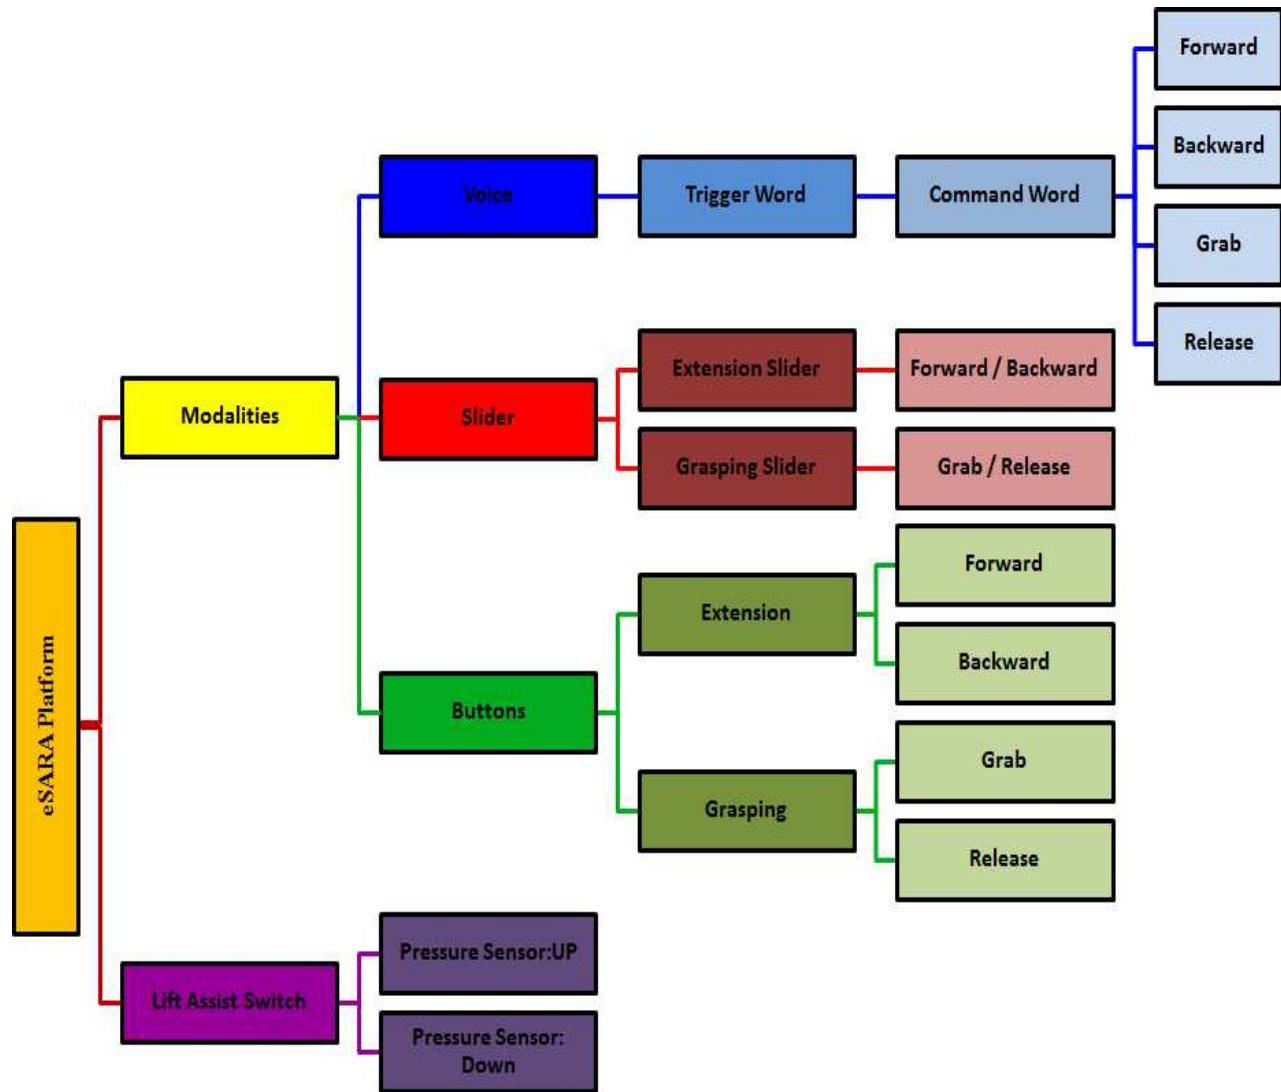 eSARA Platform
Modalities
Voice
Trigger Word
Command Word
Forward
Backward
Grab
Release
Slider
Extension Slider
Forward / Backward
Grasping Slider
Grab / Release
Buttons
Extension
Forward
Backward
Grasping
Grab
Release
Lift Assist Switch
Pressure Sensor:UP
Pressure Sensor:
Down